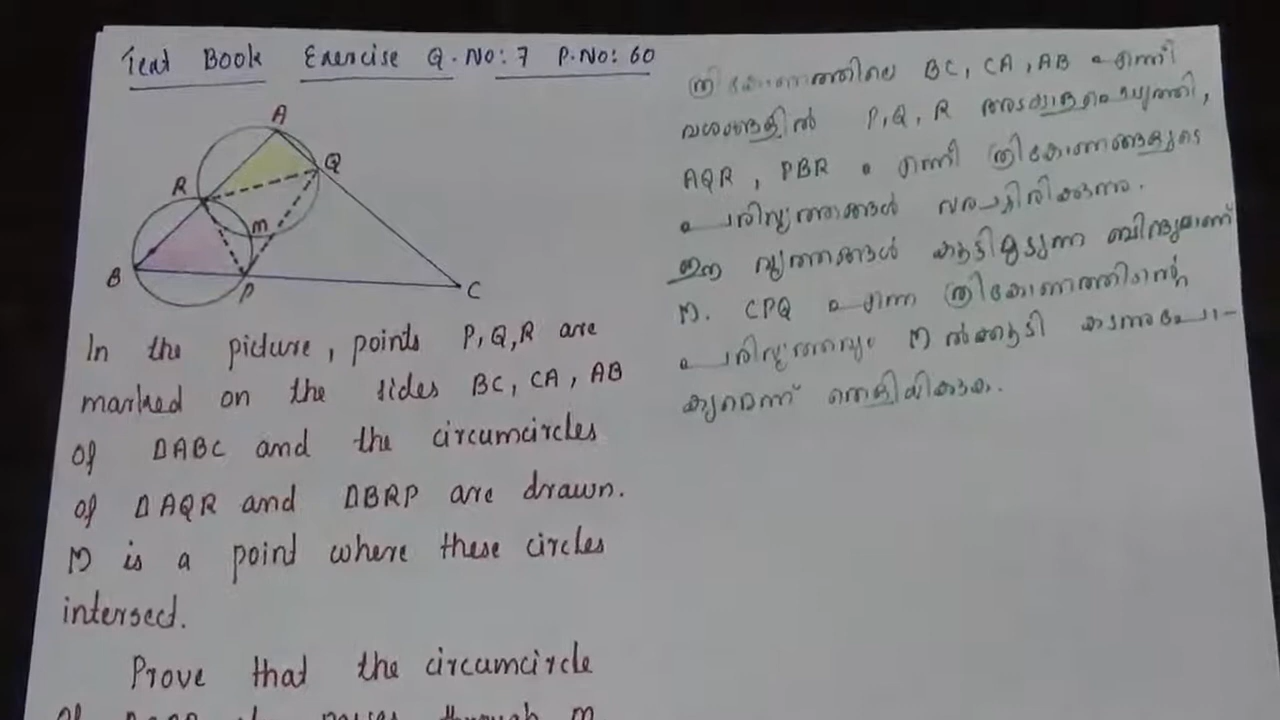 Text Book Exercise Q.No:7 P.No:60
A
Q
R
m
B
P
C
In the picture, points P,Q,R are
marked on the sides BC, CA, AB
of ΔABC and the circumcircles
of ΔAQR and ΔBRP are drawn.
M is a point where these circles
intersect.
Prove that the circumcircle
passes through m
ത്രികോണത്തിലെ BC, CA, AB എന്നീ
വശങ്ങളിൽ P,Q,R അടയാളപ്പെടുത്തി,
AQR, PBR എന്നീ ത്രികോണങ്ങളുടെ
പരിവൃത്തങ്ങൾ വരച്ചിരിക്കുന്നു.
ഈ വൃത്തങ്ങൾ കൂട്ടിമുട്ടുന്ന ബിന്ദുവാണ്
M. CPQ എന്ന ത്രികോണത്തിന്റെ
പരിവൃത്തവും M ൽക്കൂടി കടന്നുപോ-
കുമെന്ന് തെളിയിക്കുക.